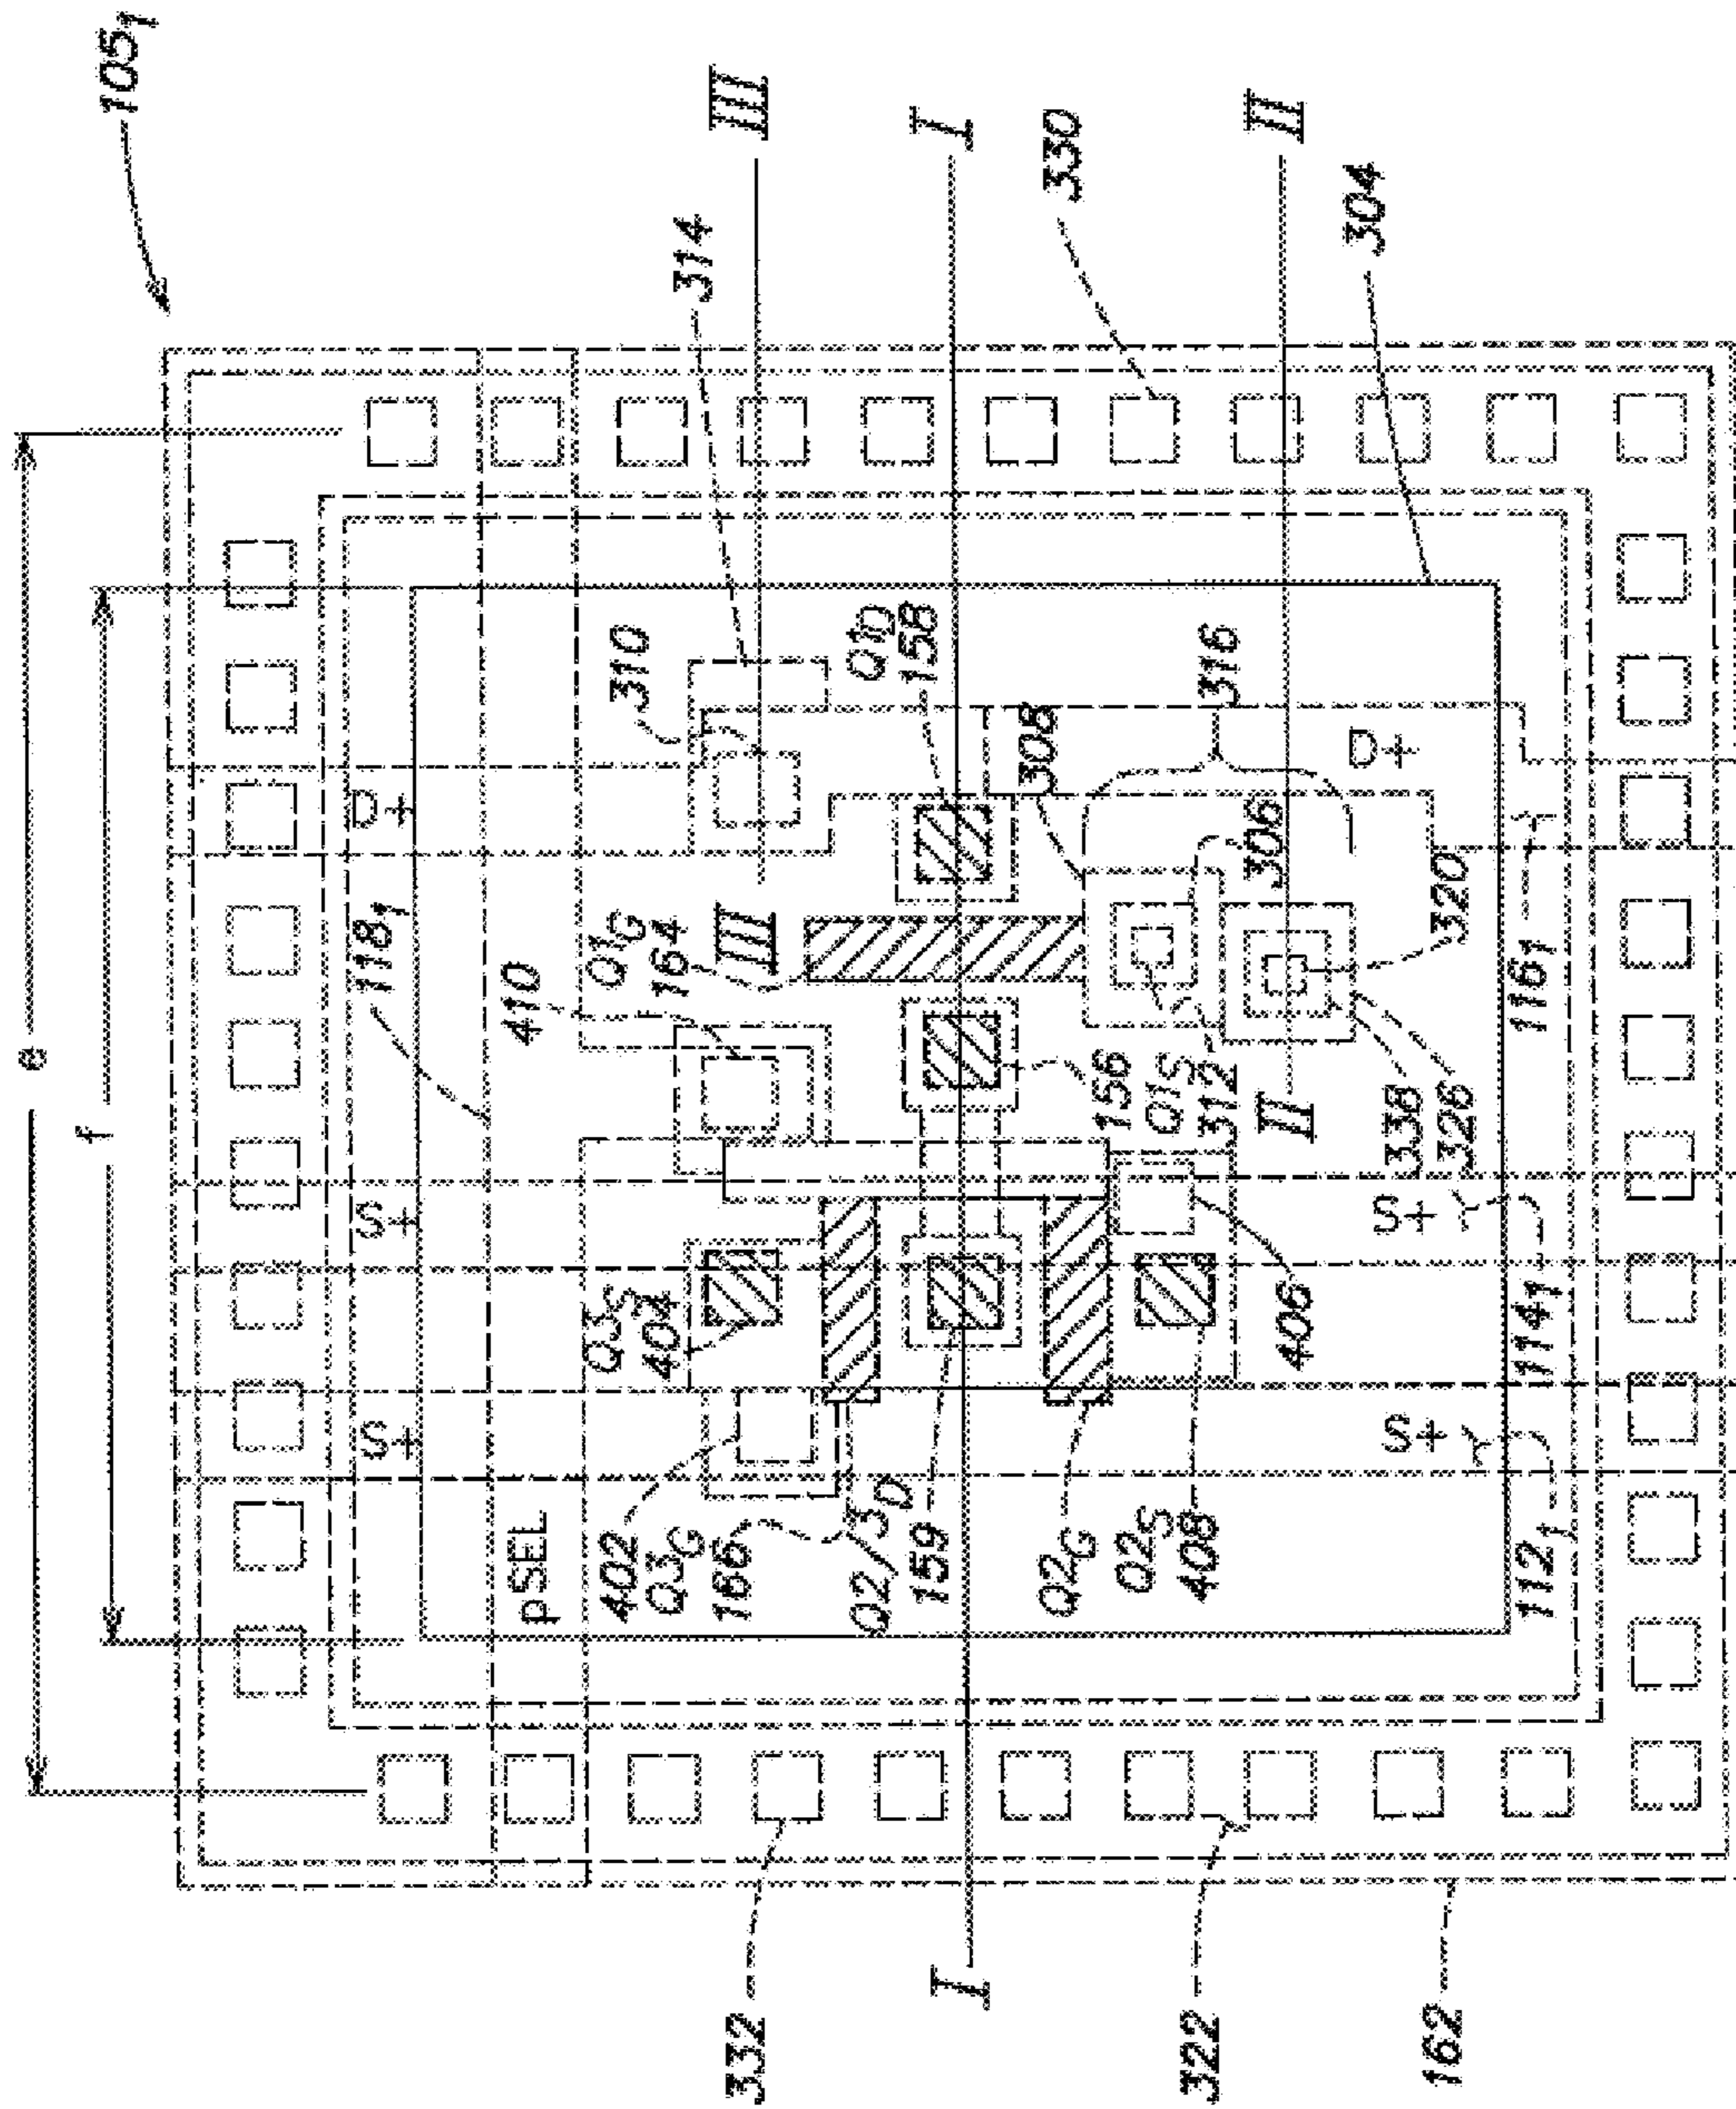 105₁
e
f
III
I
II
314
330
304
310
Q1D
158
308
316
D+
D+
306
320
118₁
410
Q1G
164
III
116₁
156
Q1S
312
II
338
326
S+
S+
Q3S
404
406
114₁
S+
S+
pSEL
402
Q3G
166
Q2/3D
159
Q2G
Q2S
408
112₁
332
I
322
162